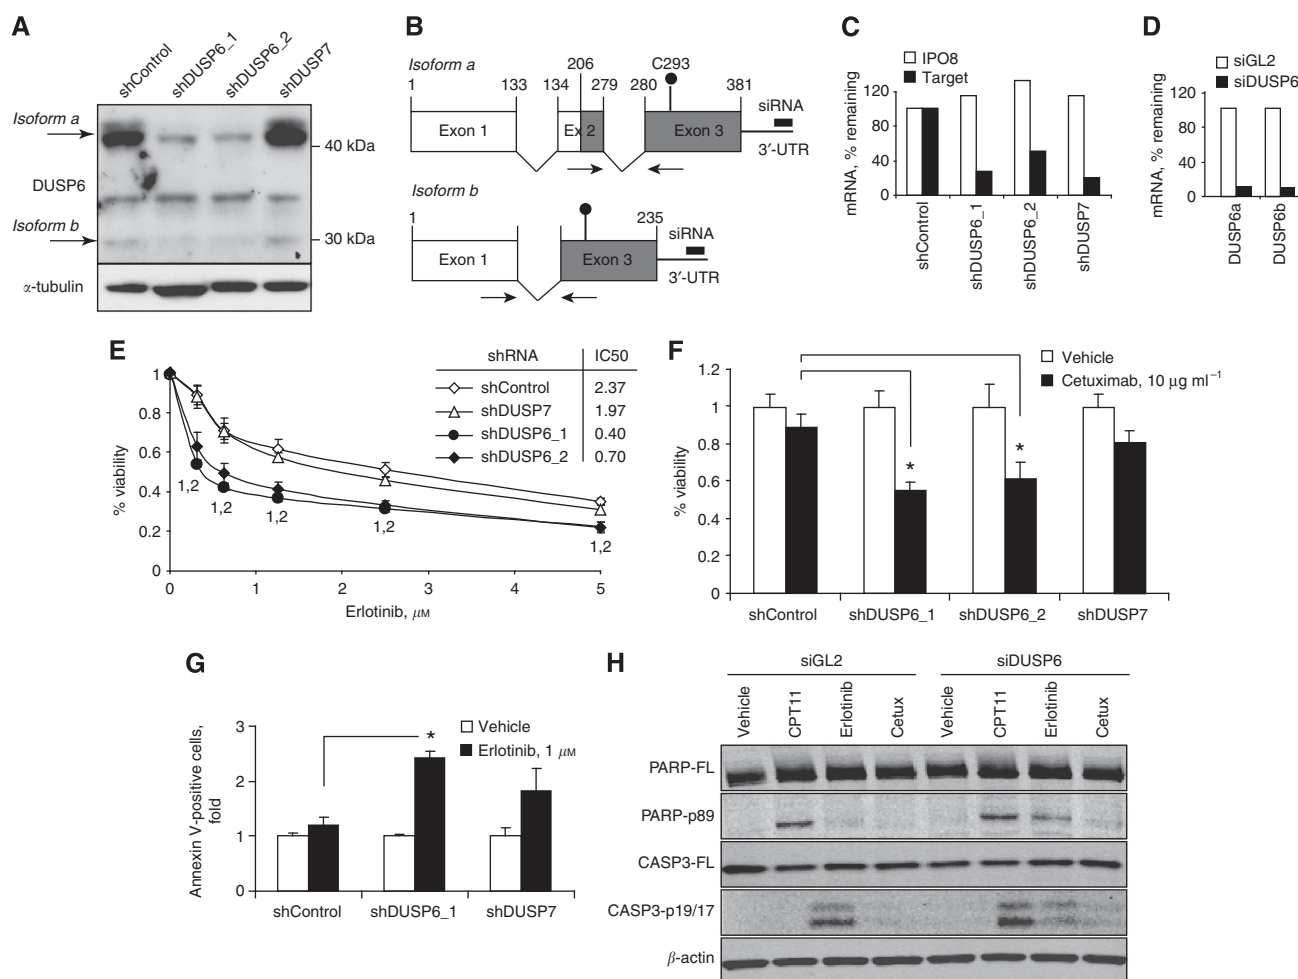 A
shControl
shDUSP6_1
shDUSP6_2
shDUSP7
Isoform a
40 kDa
DUSP6
Isoform b
30 kDa
α-tubulin
B
Isoform a
206
C293
1
133
134
279
280
381
siRNA
Exon 1
Ex 2
Exon 3
3′-UTR
Isoform b
1
235
siRNA
Exon 1
Exon 3
3′-UTR
C
IPO8
Target
mRNA, % remaining
120
80
40
0
shControl
shDUSP6_1
shDUSP6_2
shDUSP7
D
siGL2
siDUSP6
mRNA, % remaining
120
80
40
0
DUSP6a
DUSP6b
E
shRNA IC50
shControl 2.37
shDUSP7 1.97
shDUSP6_1 0.40
shDUSP6_2 0.70
% viability
1
0.8
0.6
0.4
0.2
0
1,2
1,2
1,2
1,2
1,2
0 1 2 3 4 5
Erlotinib, μM
F
Vehicle
Cetuximab, 10 μg ml−1
% viability
1.2
1
0.8
0.6
0.4
0.2
0
*
*
shControl shDUSP6_1 shDUSP6_2 shDUSP7
G
Vehicle
Erlotinib, 1 μM
Annexin V-positive cells,
fold
3
2
1
0
*
shControl shDUSP6_1 shDUSP7
H
siGL2 siDUSP6
Vehicle
CPT11
Erlotinib
Cetux
Vehicle
CPT11
Erlotinib
Cetux
PARP-FL
PARP-p89
CASP3-FL
CASP3-p19/17
β-actin